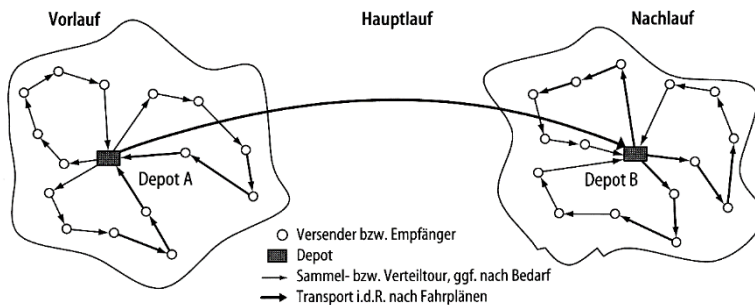 Vorlauf
Hauptlauf
Nachlauf
Depot A
Depot B
Versender bzw. Empfänger
Depot
Sammel- bzw. Verteiltour, ggf. nach Bedarf
Transport i.d.R. nach Fahrplänen